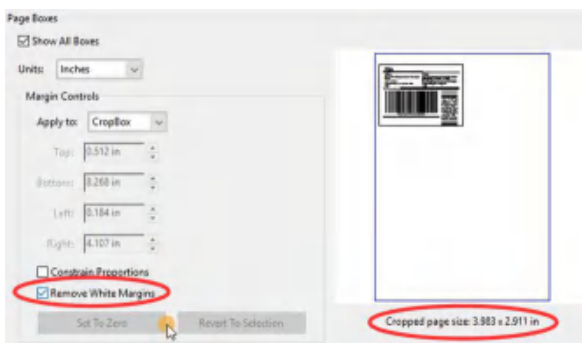 Page Boxes
Show All Boxes
Units: Inches
Margin Controls
Apply to: CropBox
Top: 0.512 in
Bottom: 8.268 in
Left: 0.184 in
Right: 4.107 in
Constrain Proportions
Remove White Margins
Set To Zero Revert To Selection
Cropped page size: 3.983 x 2.911 in